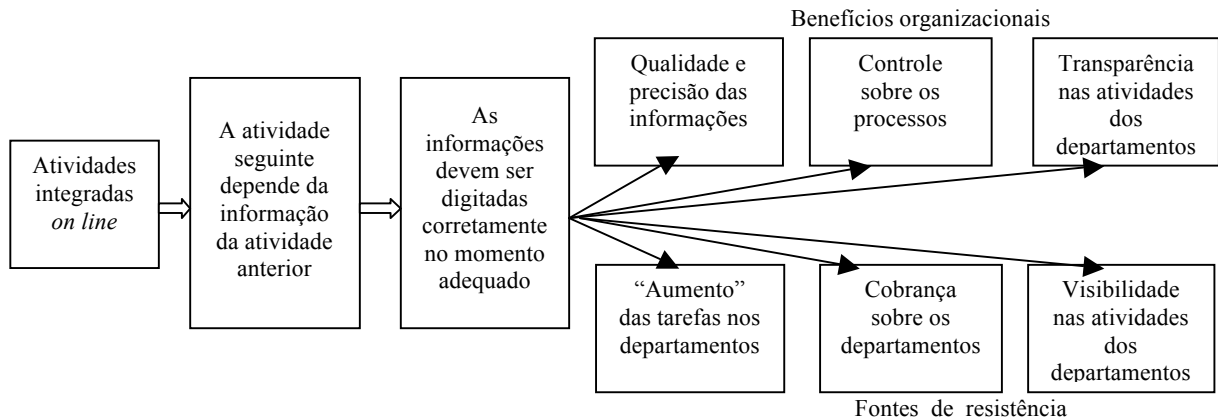 Benefícios organizacionais
Atividades
integradas
on line
A atividade
seguinte
depende da
informação
da atividade
anterior
As
informações
devem ser
digitadas
corretamente
no momento
adequado
Qualidade e
precisão das
informações
Controle
sobre os
processos
Transparência
nas atividades
dos
departamentos
“Aumento”
das tarefas nos
departamentos
Cobrança
sobre os
departamentos
Visibilidade
nas atividades
dos
departamentos
Fontes de resistência